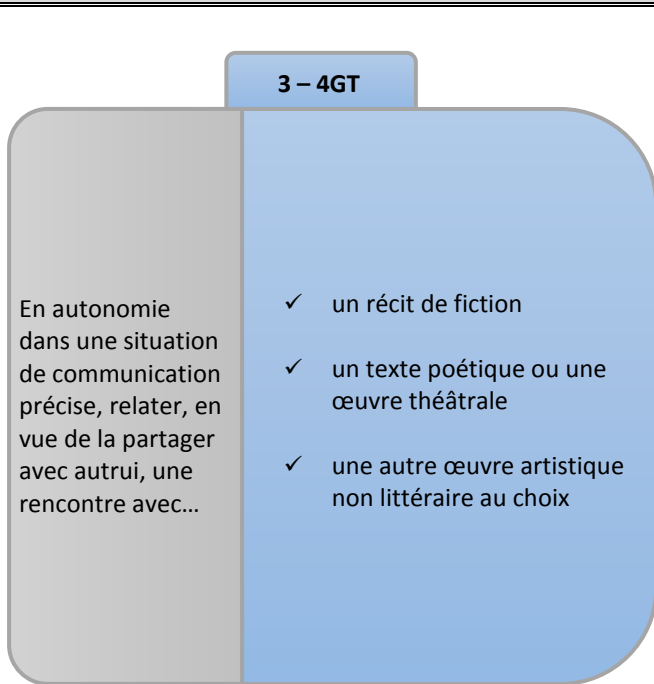 3 – 4GT
En autonomie
dans une situation
de communication
précise, relater, en
vue de la partager
avec autrui, une
rencontre avec…
✓ un récit de fiction
✓ un texte poétique ou une
œuvre théâtrale
✓ une autre œuvre artistique
non littéraire au choix